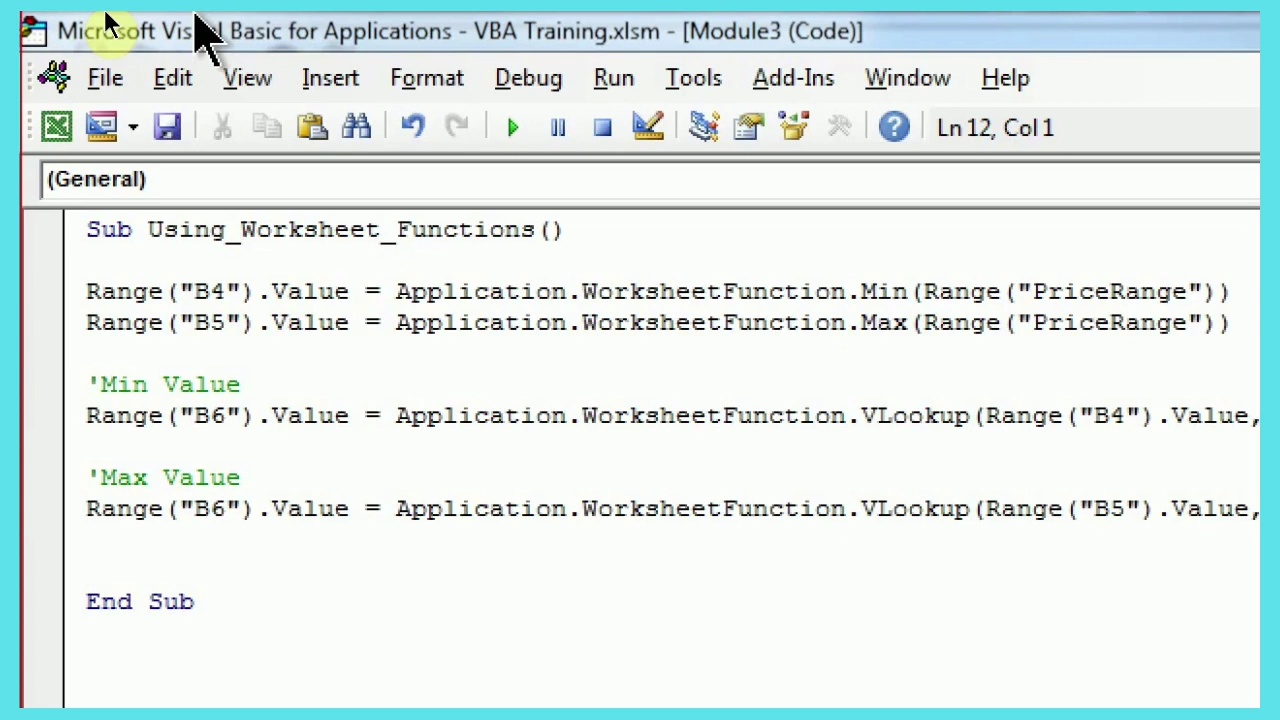 Microsoft Visual Basic for Applications - VBA Training.xlsm - [Module3 (Code)]
File Edit View Insert Format Debug Run Tools Add-Ins Window Help
Ln 12, Col 1
(General)
Sub Using_Worksheet_Functions()
Range("B4").Value = Application.WorksheetFunction.Min(Range("PriceRange"))
Range("B5").Value = Application.WorksheetFunction.Max(Range("PriceRange"))
'Min Value
Range("B6").Value = Application.WorksheetFunction.VLookup(Range("B4").Value,
'Max Value
Range("B6").Value = Application.WorksheetFunction.VLookup(Range("B5").Value,
End Sub